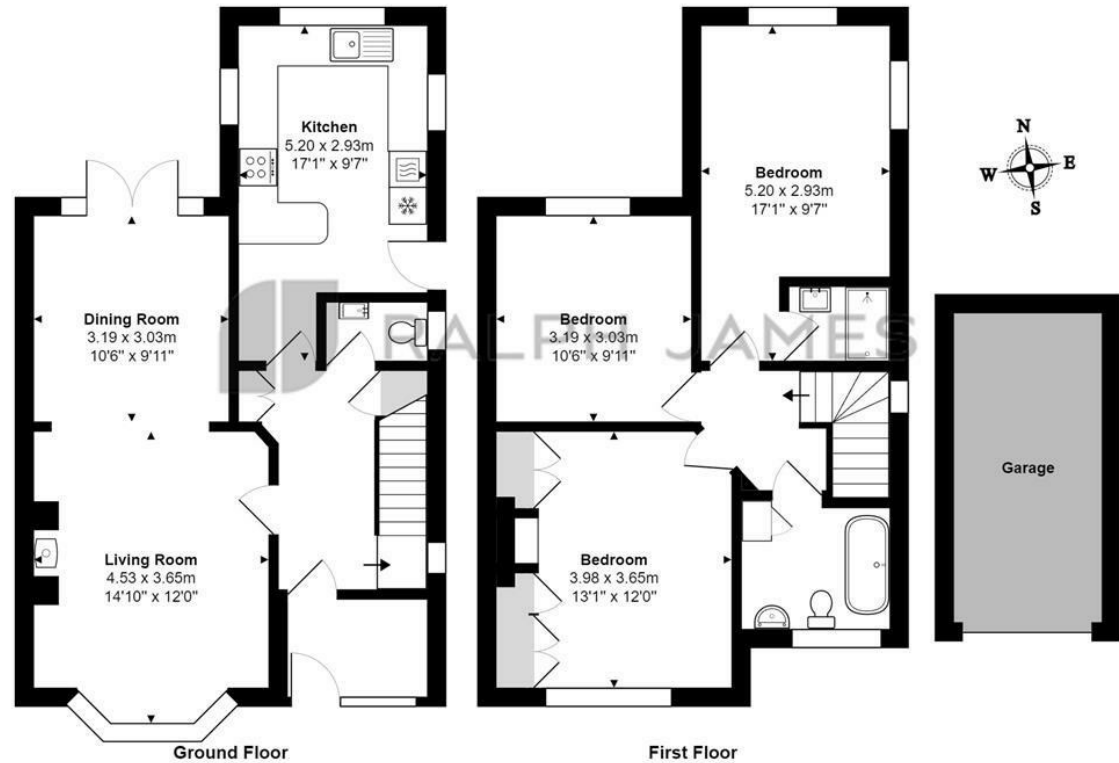 Kitchen
5.20 x 2.93m
17'1" x 9'7"
Dining Room
3.19 x 3.03m
10'6" x 9'11"
Living Room
4.53 x 3.65m
14'10" x 12'0"
Ground Floor
Bedroom
5.20 x 2.93m
17'1" x 9'7"
Bedroom
3.19 x 3.03m
10'6" x 9'11"
Bedroom
3.98 x 3.65m
13'1" x 12'0"
First Floor
N
W E
S
Garage
RALPH JAMES